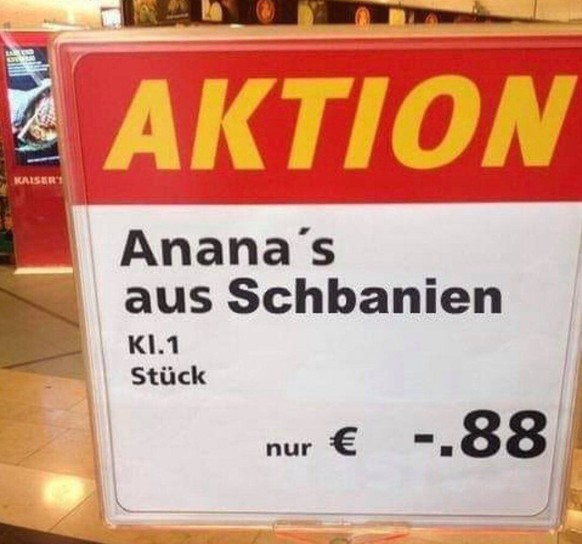 AKTION
KAISER'S
Anana´s
aus Schbanien
Kl.1
Stück
nur € -.88